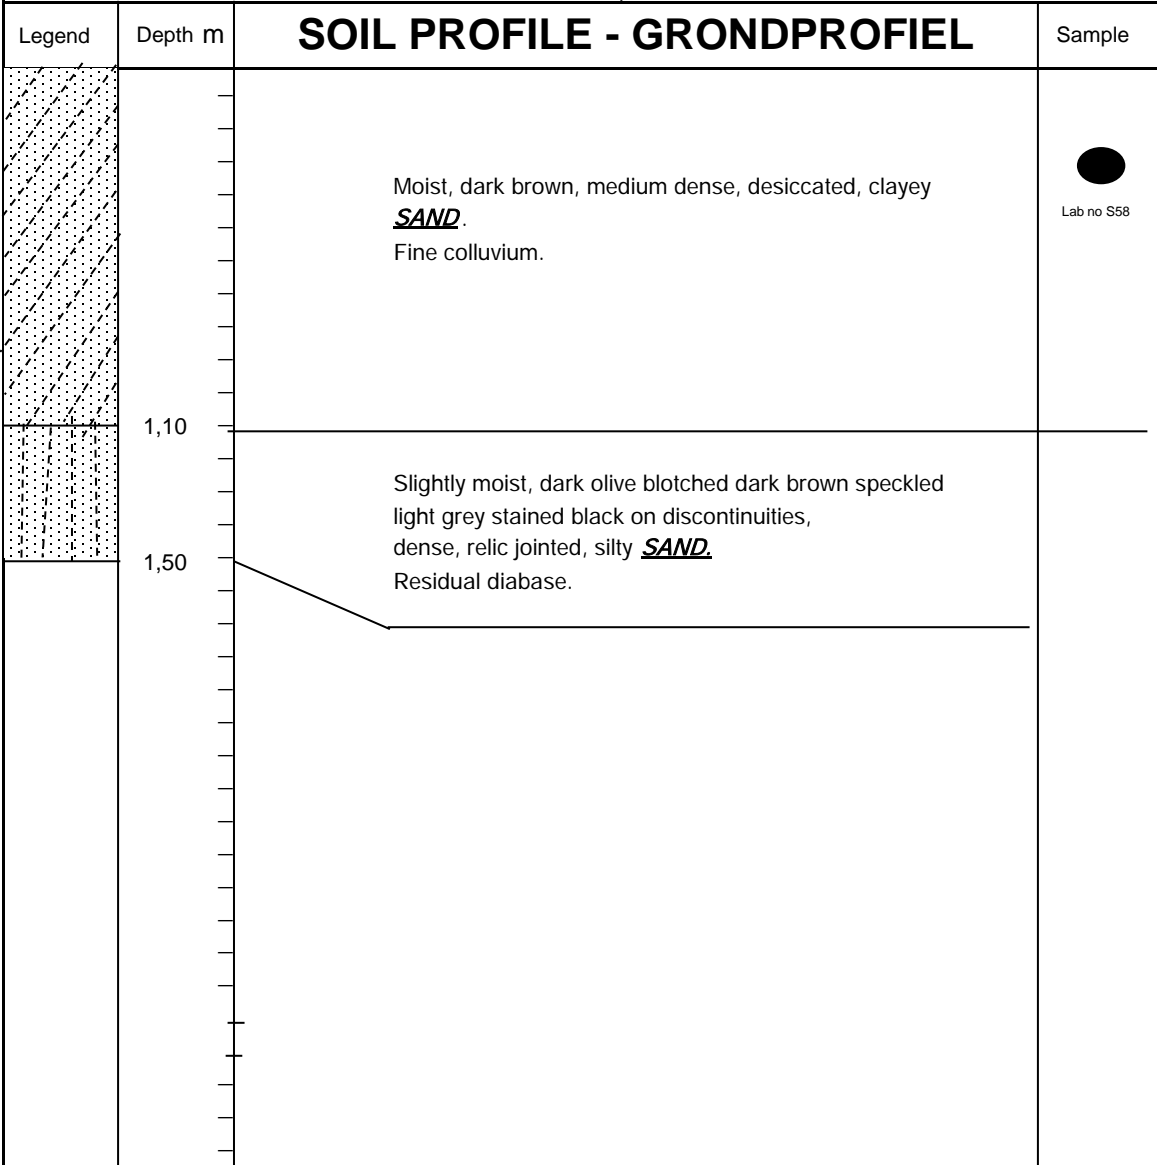 Legend
Depth m
SOIL PROFILE - GRONDPROFIEL
Sample
Moist, dark brown, medium dense, desiccated, clayey
SAND.
Fine colluvium.
Lab no S58
1,10
Slightly moist, dark olive blotched dark brown speckled
light grey stained black on discontinuities,
dense, relic jointed, silty SAND.
Residual diabase.
1,50